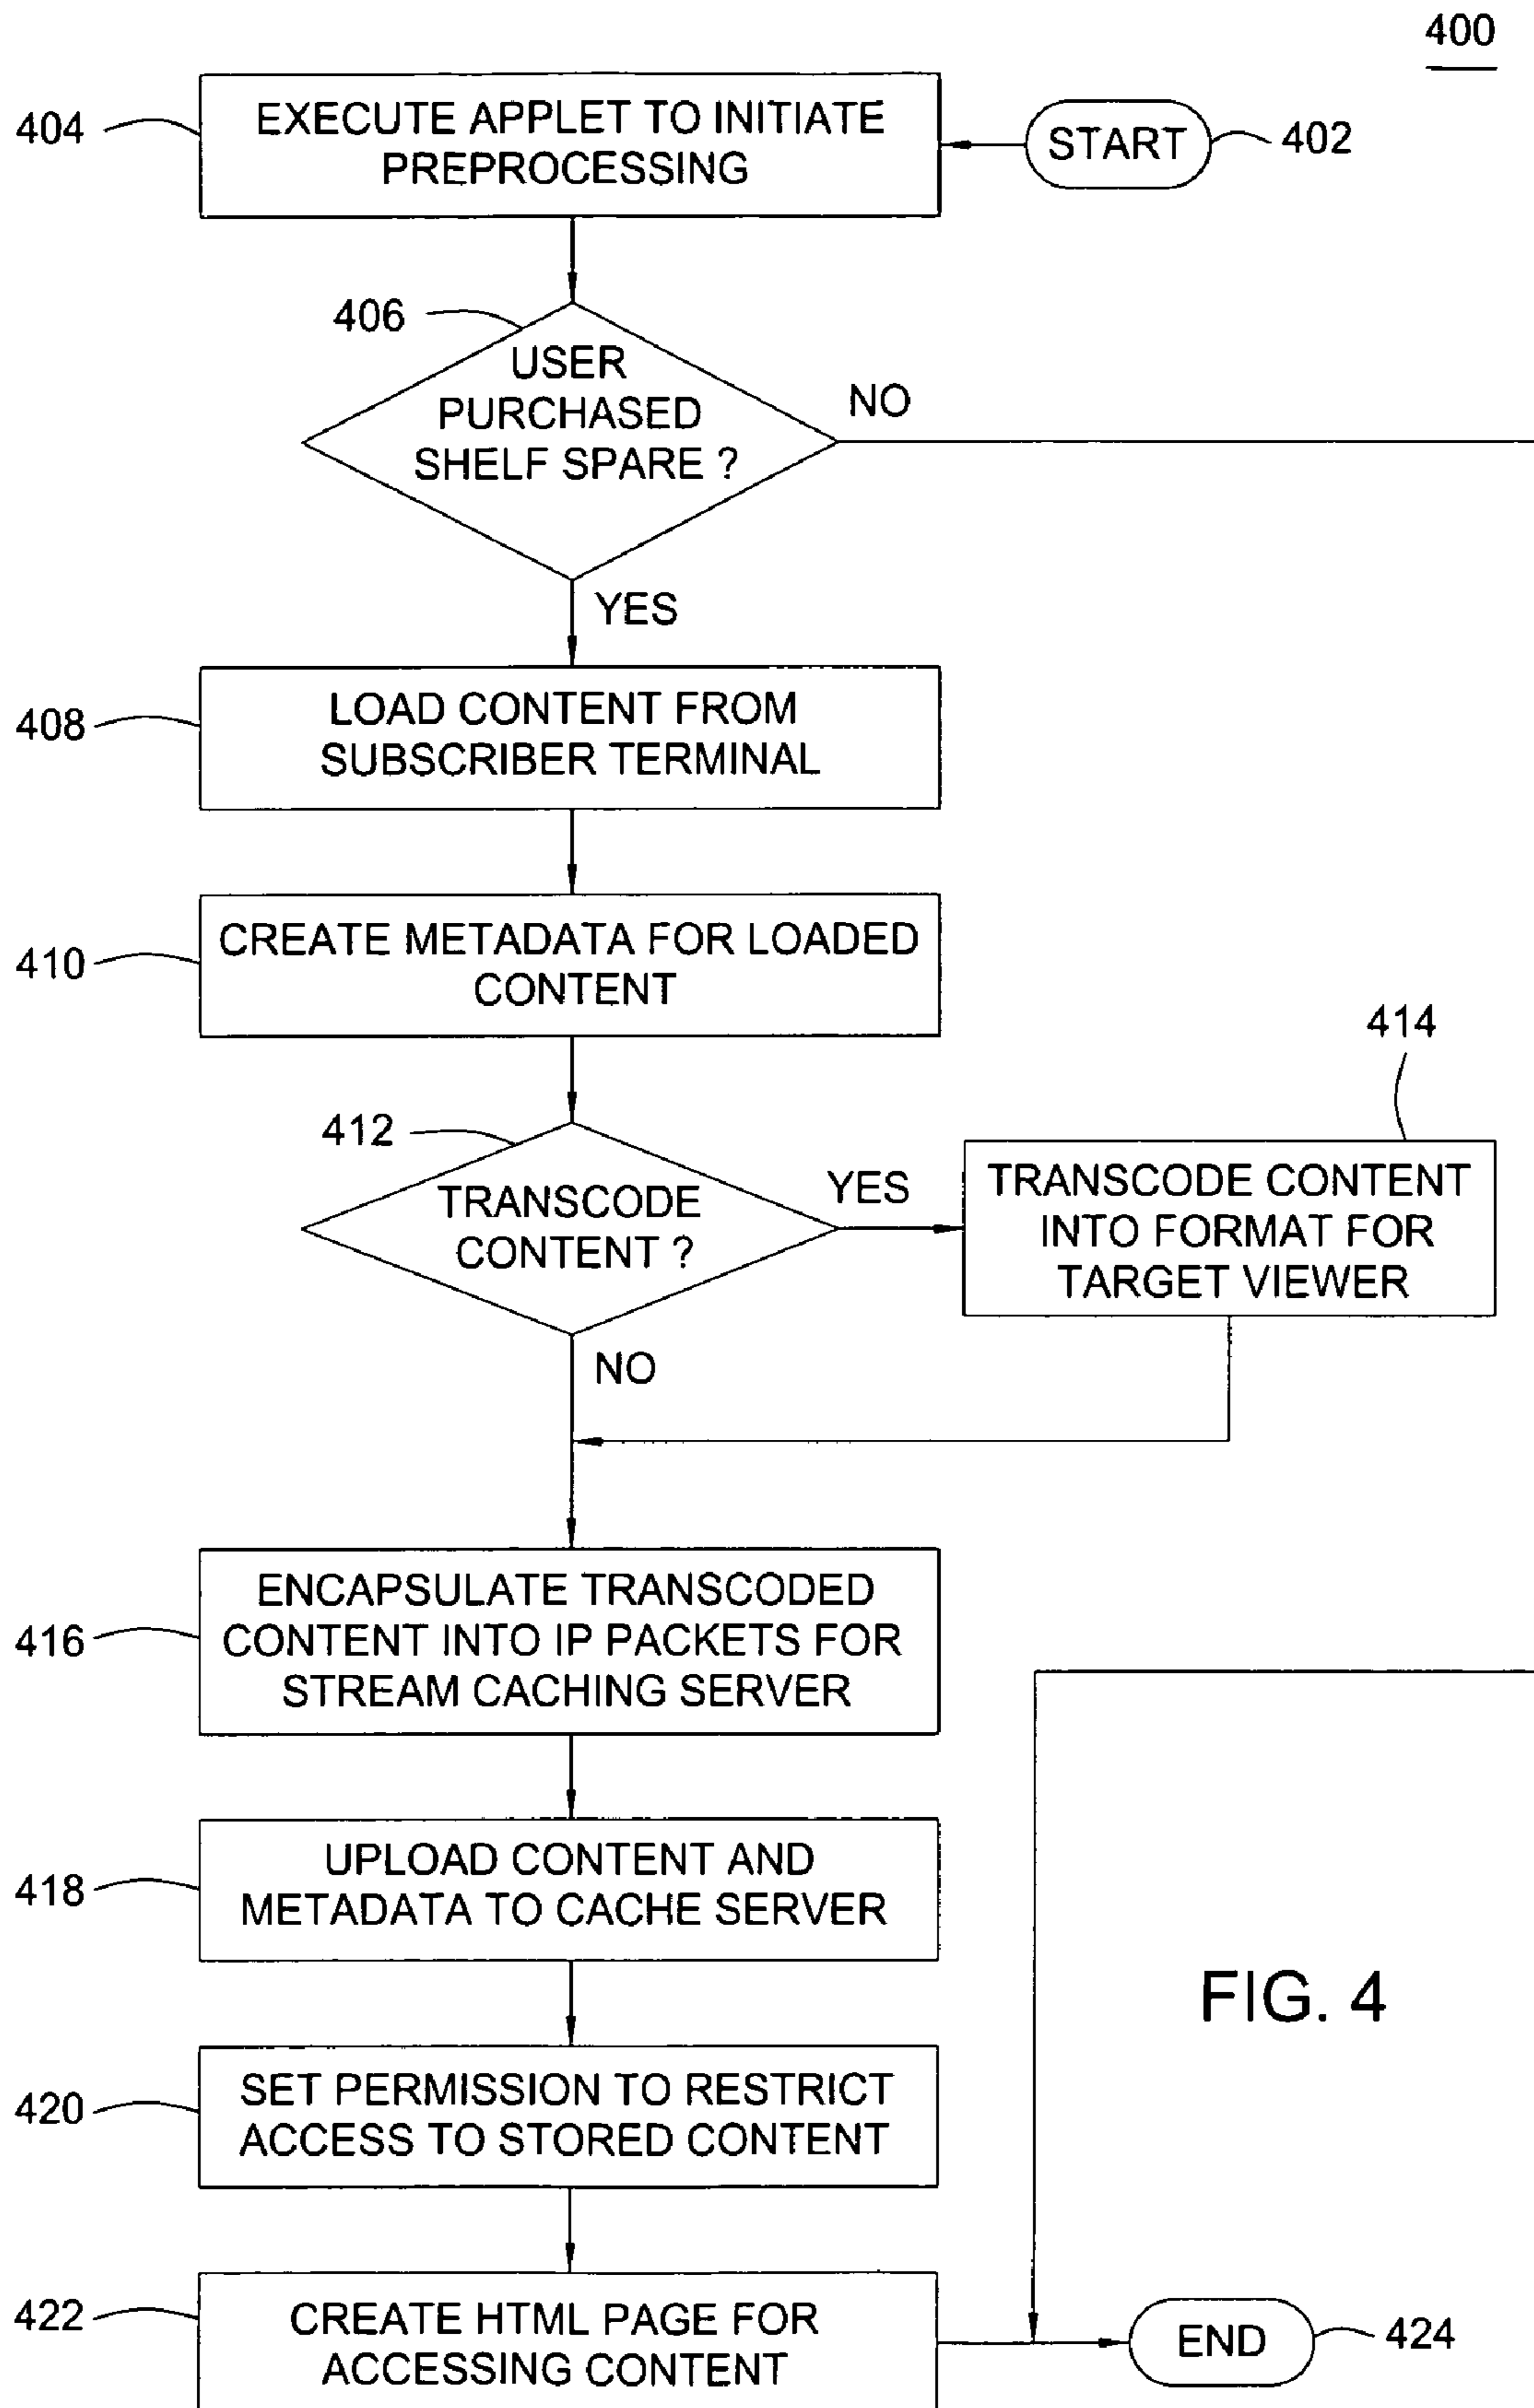 400
404
EXECUTE APPLET TO INITIATE
PREPROCESSING
START
402
406
USER
PURCHASED
SHELF SPARE ?
NO
YES
408
LOAD CONTENT FROM
SUBSCRIBER TERMINAL
410
CREATE METADATA FOR LOADED
CONTENT
412
TRANSCODE
CONTENT ?
YES
414
TRANSCODE CONTENT
INTO FORMAT FOR
TARGET VIEWER
NO
416
ENCAPSULATE TRANSCODED
CONTENT INTO IP PACKETS FOR
STREAM CACHING SERVER
418
UPLOAD CONTENT AND
METADATA TO CACHE SERVER
FIG. 4
420
SET PERMISSION TO RESTRICT
ACCESS TO STORED CONTENT
422
CREATE HTML PAGE FOR
ACCESSING CONTENT
END
424